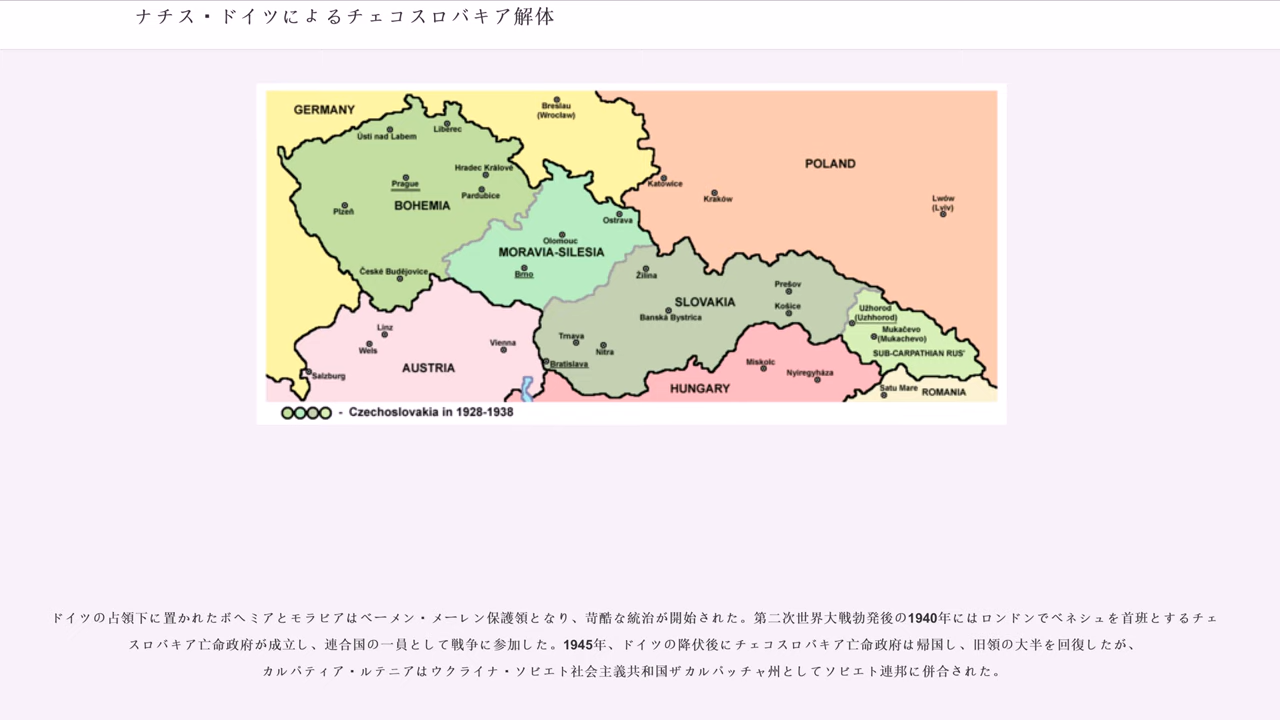 ナチス・ドイツによるチェコスロバキア解体
GERMANY
Breslau
(Wroclaw)
Ústí nad Labem
Liberec
POLAND
Hradec Králové
Prague
Pardubice
Katowice
Kraków
Lwów
(Lviv)
Plzeň
BOHEMIA
Ostrava
Olomouc
MORAVIA-SILESIA
České Budějovice
Brno
Žilina
Prešov
SLOVAKIA
Košice
Banská Bystrica
Užhorod
(Uzhhorod)
Mukačevo
(Mukachevo)
Linz
Wels
Vienna
Trnava
Nitra
SUB-CARPATHIAN RUS'
Bratislava
Miskolc
Nyiregyháza
Salzburg
AUSTRIA
HUNGARY
Satu Mare
ROMANIA
- Czechoslovakia in 1928-1938
ドイツの占領下に置かれたボヘミアとモラビアはベーメン・メーレン保護領となり、苛酷な統治が開始された。第二次世界大戦勃発後の1940年にはロンドンでベネシュを首班とするチェ
スロバキア亡命政府が成立し、連合国の一員として戦争に参加した。1945年、ドイツの降伏後にチェコスロバキア亡命政府は帰国し、旧領の大半を回復したが、
カルパティア・ルテニアはウクライナ・ソビエト社会主義共和国ザカルパッチャ州としてソビエト連邦に併合された。